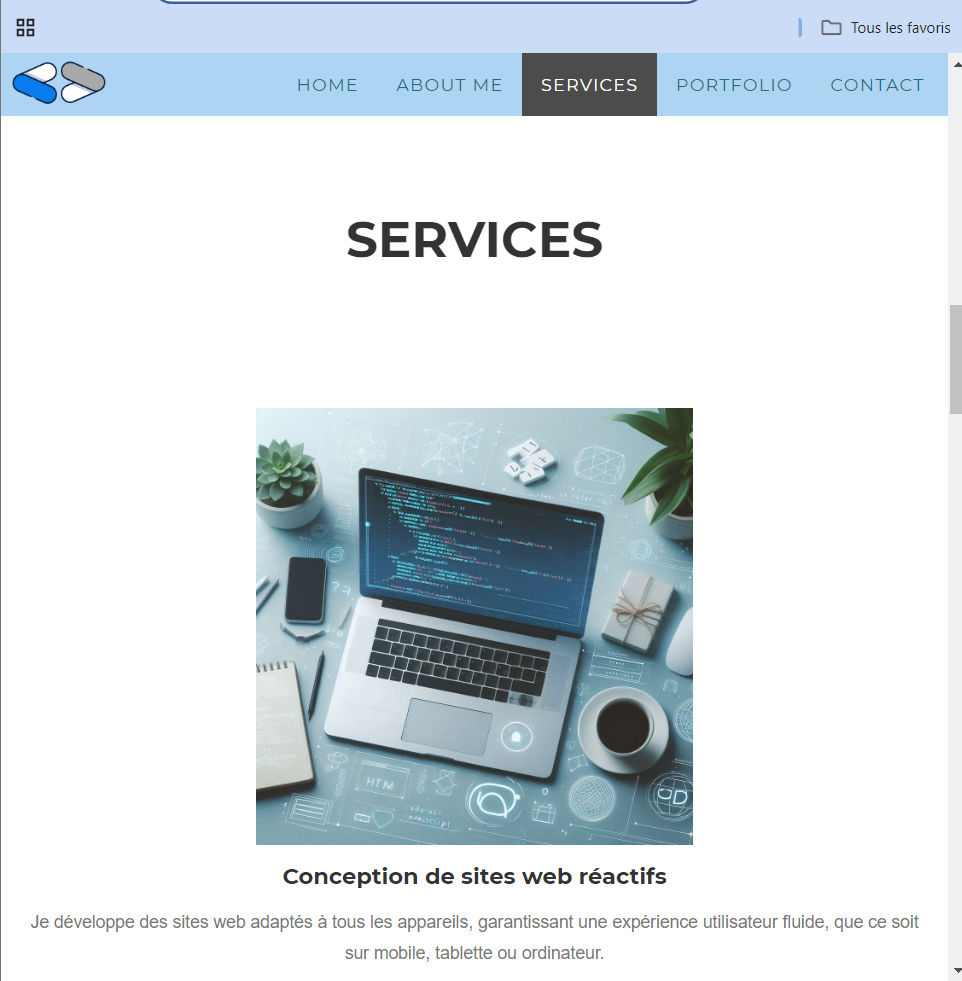 Tous les favoris
HOME ABOUT ME SERVICES PORTFOLIO CONTACT
SERVICES
HTM
Conception de sites web réactifs
Je développe des sites web adaptés à tous les appareils, garantissant une expérience utilisateur fluide, que ce soit
sur mobile, tablette ou ordinateur.